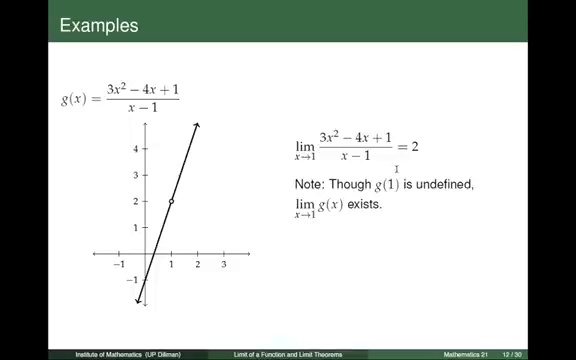 Examples
g(x) = \frac{3x^2 − 4x + 1}{x − 1}
4
3
2
1
−1
−1 1 2 3
\lim_{x→1} \frac{3x^2 − 4x + 1}{x − 1} = 2
Note: Though g(1) is undefined,
\lim_{x→1} g(x) exists.
Institute of Mathematics (UP Diliman) Limit of a Function and Limit Theorems Mathematics 21 12 / 30